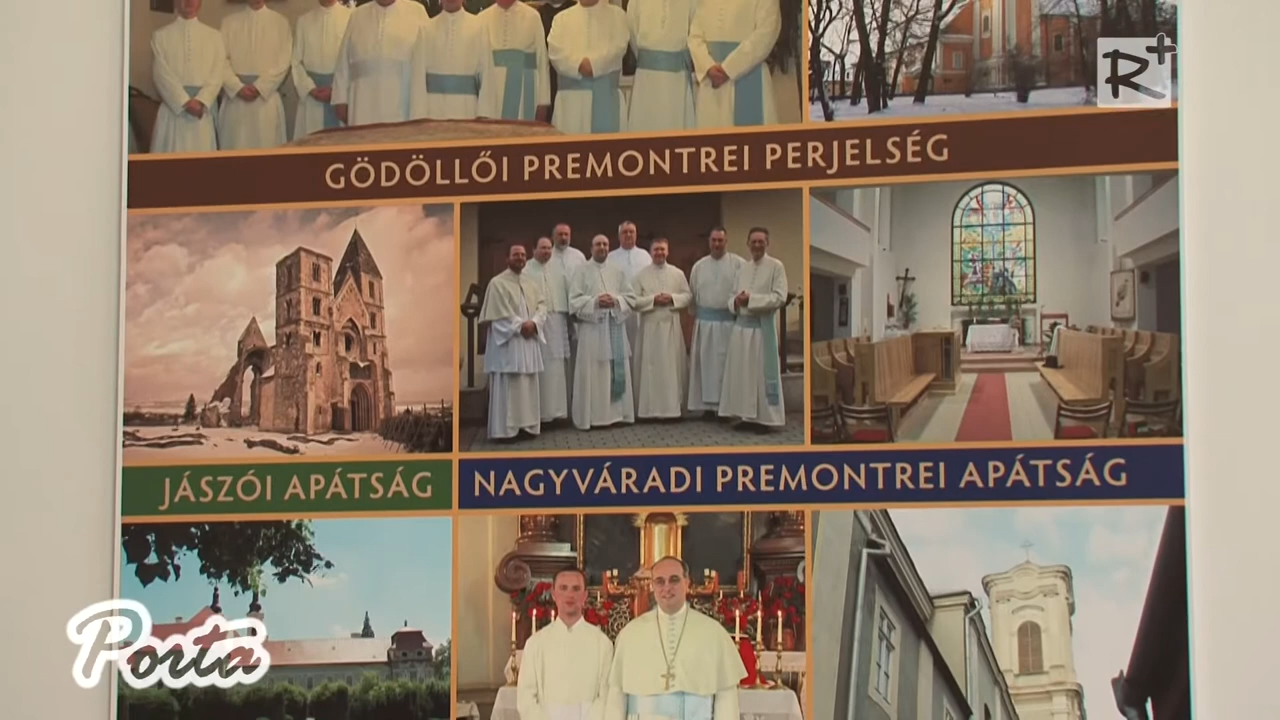 R+
GÖDÖLLŐI PREMONTREI PERJELSÉG
JÁSZÓI APÁTSÁG
NAGYVÁRADI PREMONTREI APÁTSÁG
Porta